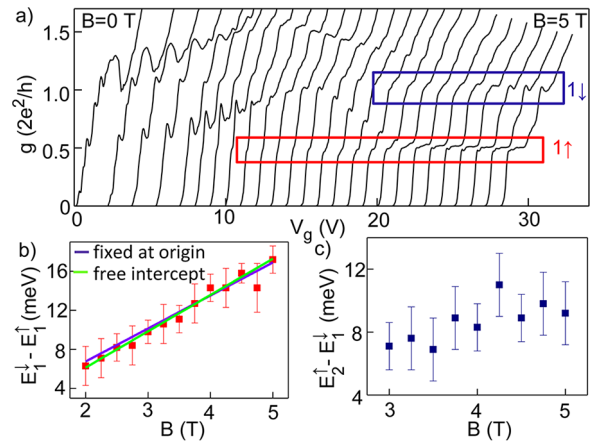 a)
B=0 T
B=5 T
1.5
1.0
0.5
0
g (2e²/h)
1↓
1↑
0
10
20
30
V_g (V)
b)
fixed at origin
free intercept
16
12
8
4
E₁↓ - E₁↑ (meV)
2
3
4
5
B (T)
c)
12
8
4
E₂↑ - E₁↓ (meV)
3
4
5
B (T)